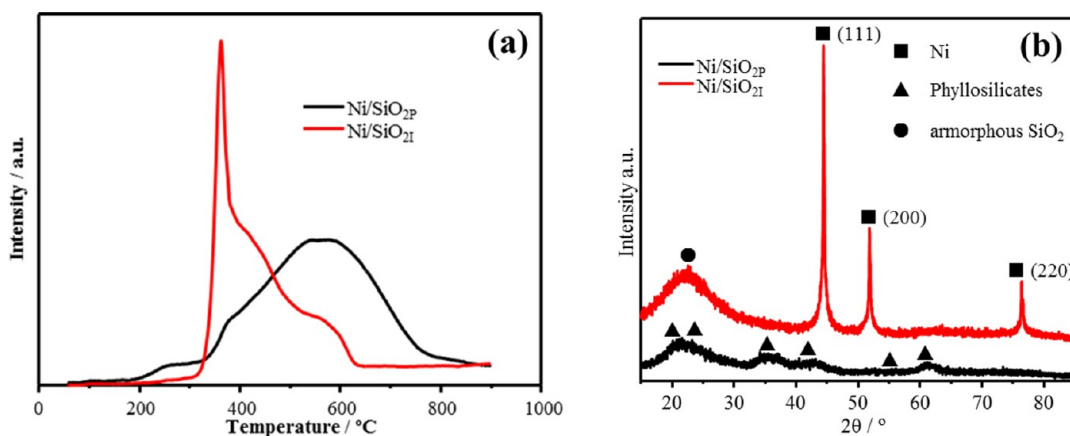 (a)
Ni/SiO2P
Ni/SiO2I
Intensity / a.u.
0 200 400 600 800 1000
Temperature / °C
(b)
Ni/SiO2P
Ni/SiO2I
■ Ni
▲ Phyllosilicates
● armorphous SiO2
■ (111)
■ (200)
■ (220)
Intensity a.u.
20 30 40 50 60 70 80
2θ / °